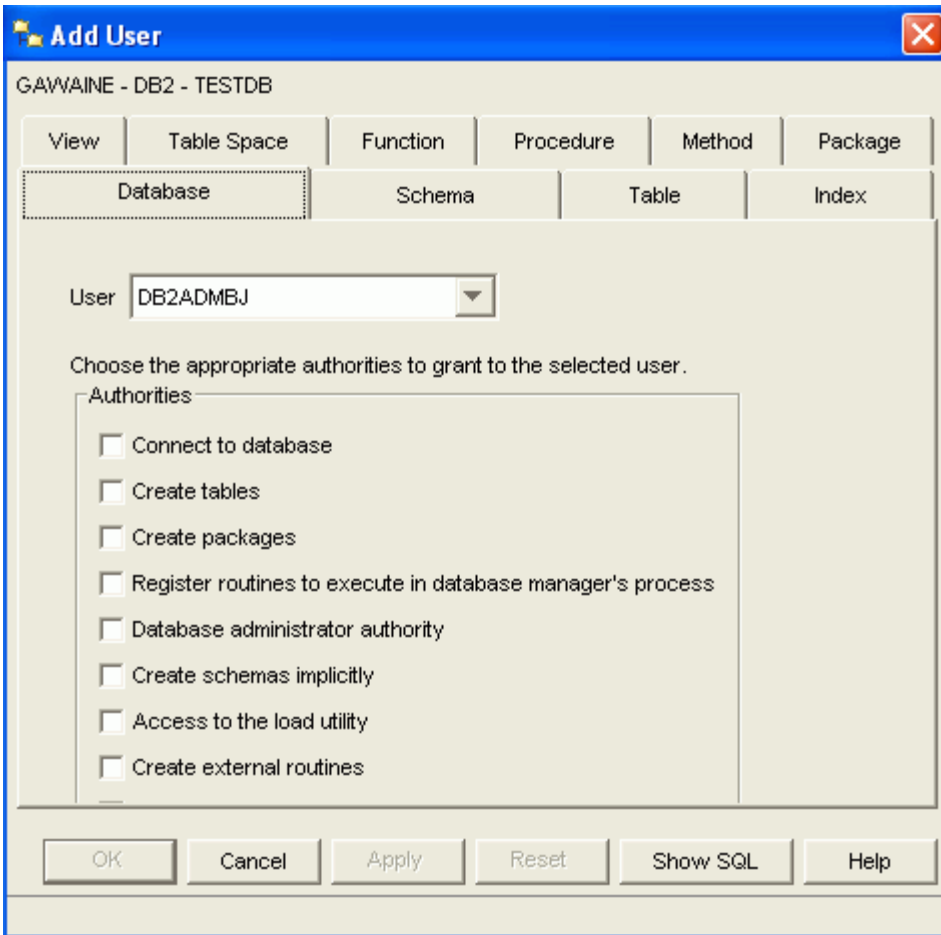 Add User
GAWAINE - DB2 - TESTDB
View Table Space Function Procedure Method Package
Database Schema Table Index
User DB2ADMBJ
Choose the appropriate authorities to grant to the selected user.
Authorities
Connect to database
Create tables
Create packages
Register routines to execute in database manager's process
Database administrator authority
Create schemas implicitly
Access to the load utility
Create external routines
OK Cancel Apply Reset Show SQL Help